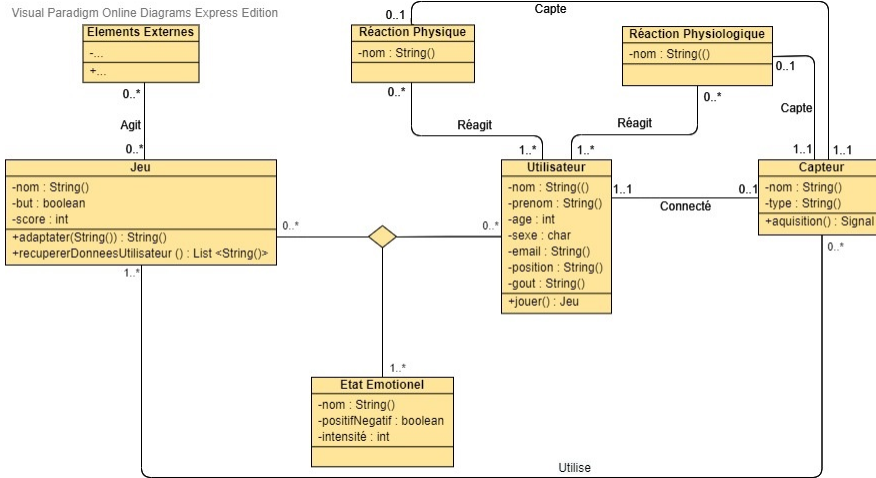 Visual Paradigm Online Diagrams Express Edition
Capte
Elements Externes
-...
+...
0..*
Agit
0..*
0..1
Réaction Physique
-nom : String()
0..*
Réagit
1..*
Réaction Physiologique
-nom : String(()
0..1
0..*
Réagit
1..*
Capte
1..1
1..1
Jeu
-nom : String()
-but : boolean
-score : int
+adaptater(String()) : String()
+recupererDonneesUtilisateur () : List <String()>
0..*
0..*
1..*
Utilisateur
-nom : String(()
-prenom : String()
-age : int
-sexe : char
-email : String()
-position : String()
-gout : String()
+jouer() : Jeu
1..1
0..1
Connecté
Capteur
-nom : String()
-type : String()
+aquisition() : Signal
0..*
1..*
Etat Emotionel
-nom : String()
-positifNegatif : boolean
-intensité : int
Utilise